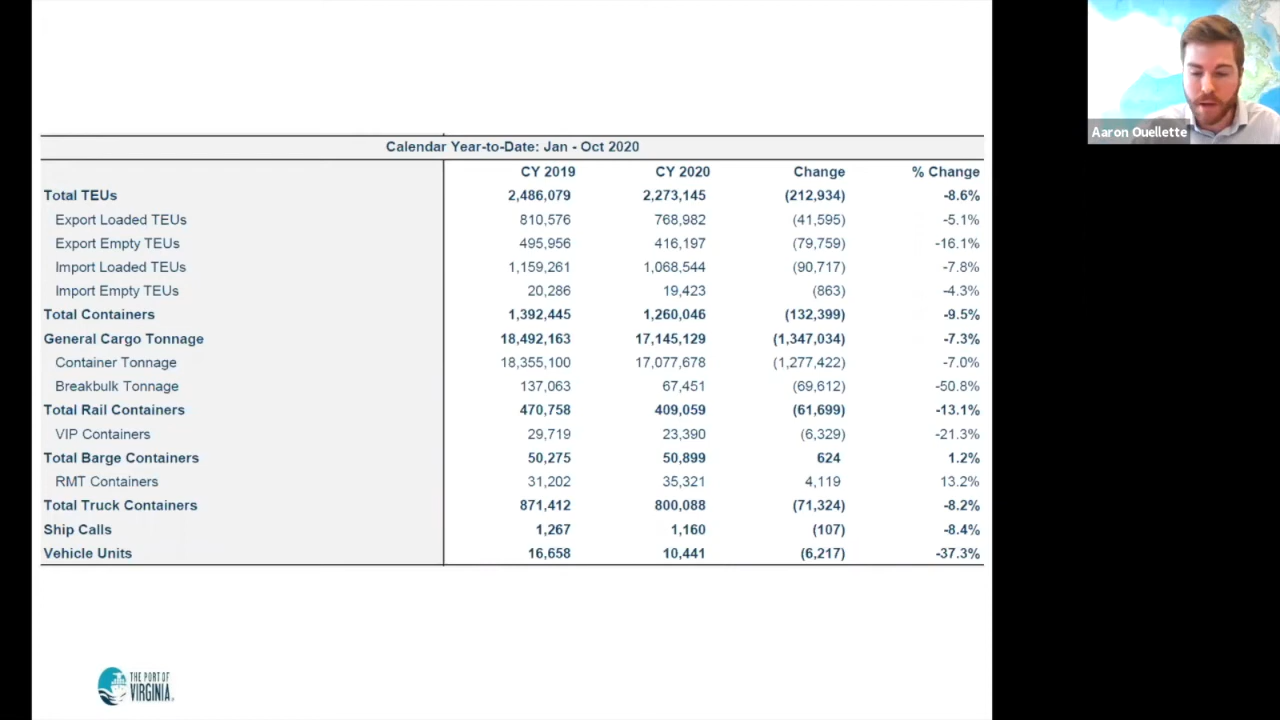 Calendar Year-to-Date: Jan - Oct 2020
CY 2019 CY 2020 Change % Change
Total TEUs 2,486,079 2,273,145 (212,934) -8.6%
Export Loaded TEUs 810,576 768,982 (41,595) -5.1%
Export Empty TEUs 495,956 416,197 (79,759) -16.1%
Import Loaded TEUs 1,159,261 1,068,544 (90,717) -7.8%
Import Empty TEUs 20,286 19,423 (863) -4.3%
Total Containers 1,392,445 1,260,046 (132,399) -9.5%
General Cargo Tonnage 18,492,163 17,145,129 (1,347,034) -7.3%
Container Tonnage 18,355,100 17,077,678 (1,277,422) -7.0%
Breakbulk Tonnage 137,063 67,451 (69,612) -50.8%
Total Rail Containers 470,758 409,059 (61,699) -13.1%
VIP Containers 29,719 23,390 (6,329) -21.3%
Total Barge Containers 50,275 50,899 624 1.2%
RMT Containers 31,202 35,321 4,119 13.2%
Total Truck Containers 871,412 800,088 (71,324) -8.2%
Ship Calls 1,267 1,160 (107) -8.4%
Vehicle Units 16,658 10,441 (6,217) -37.3%
THE PORT OF
VIRGINIA
Aaron Ouellette